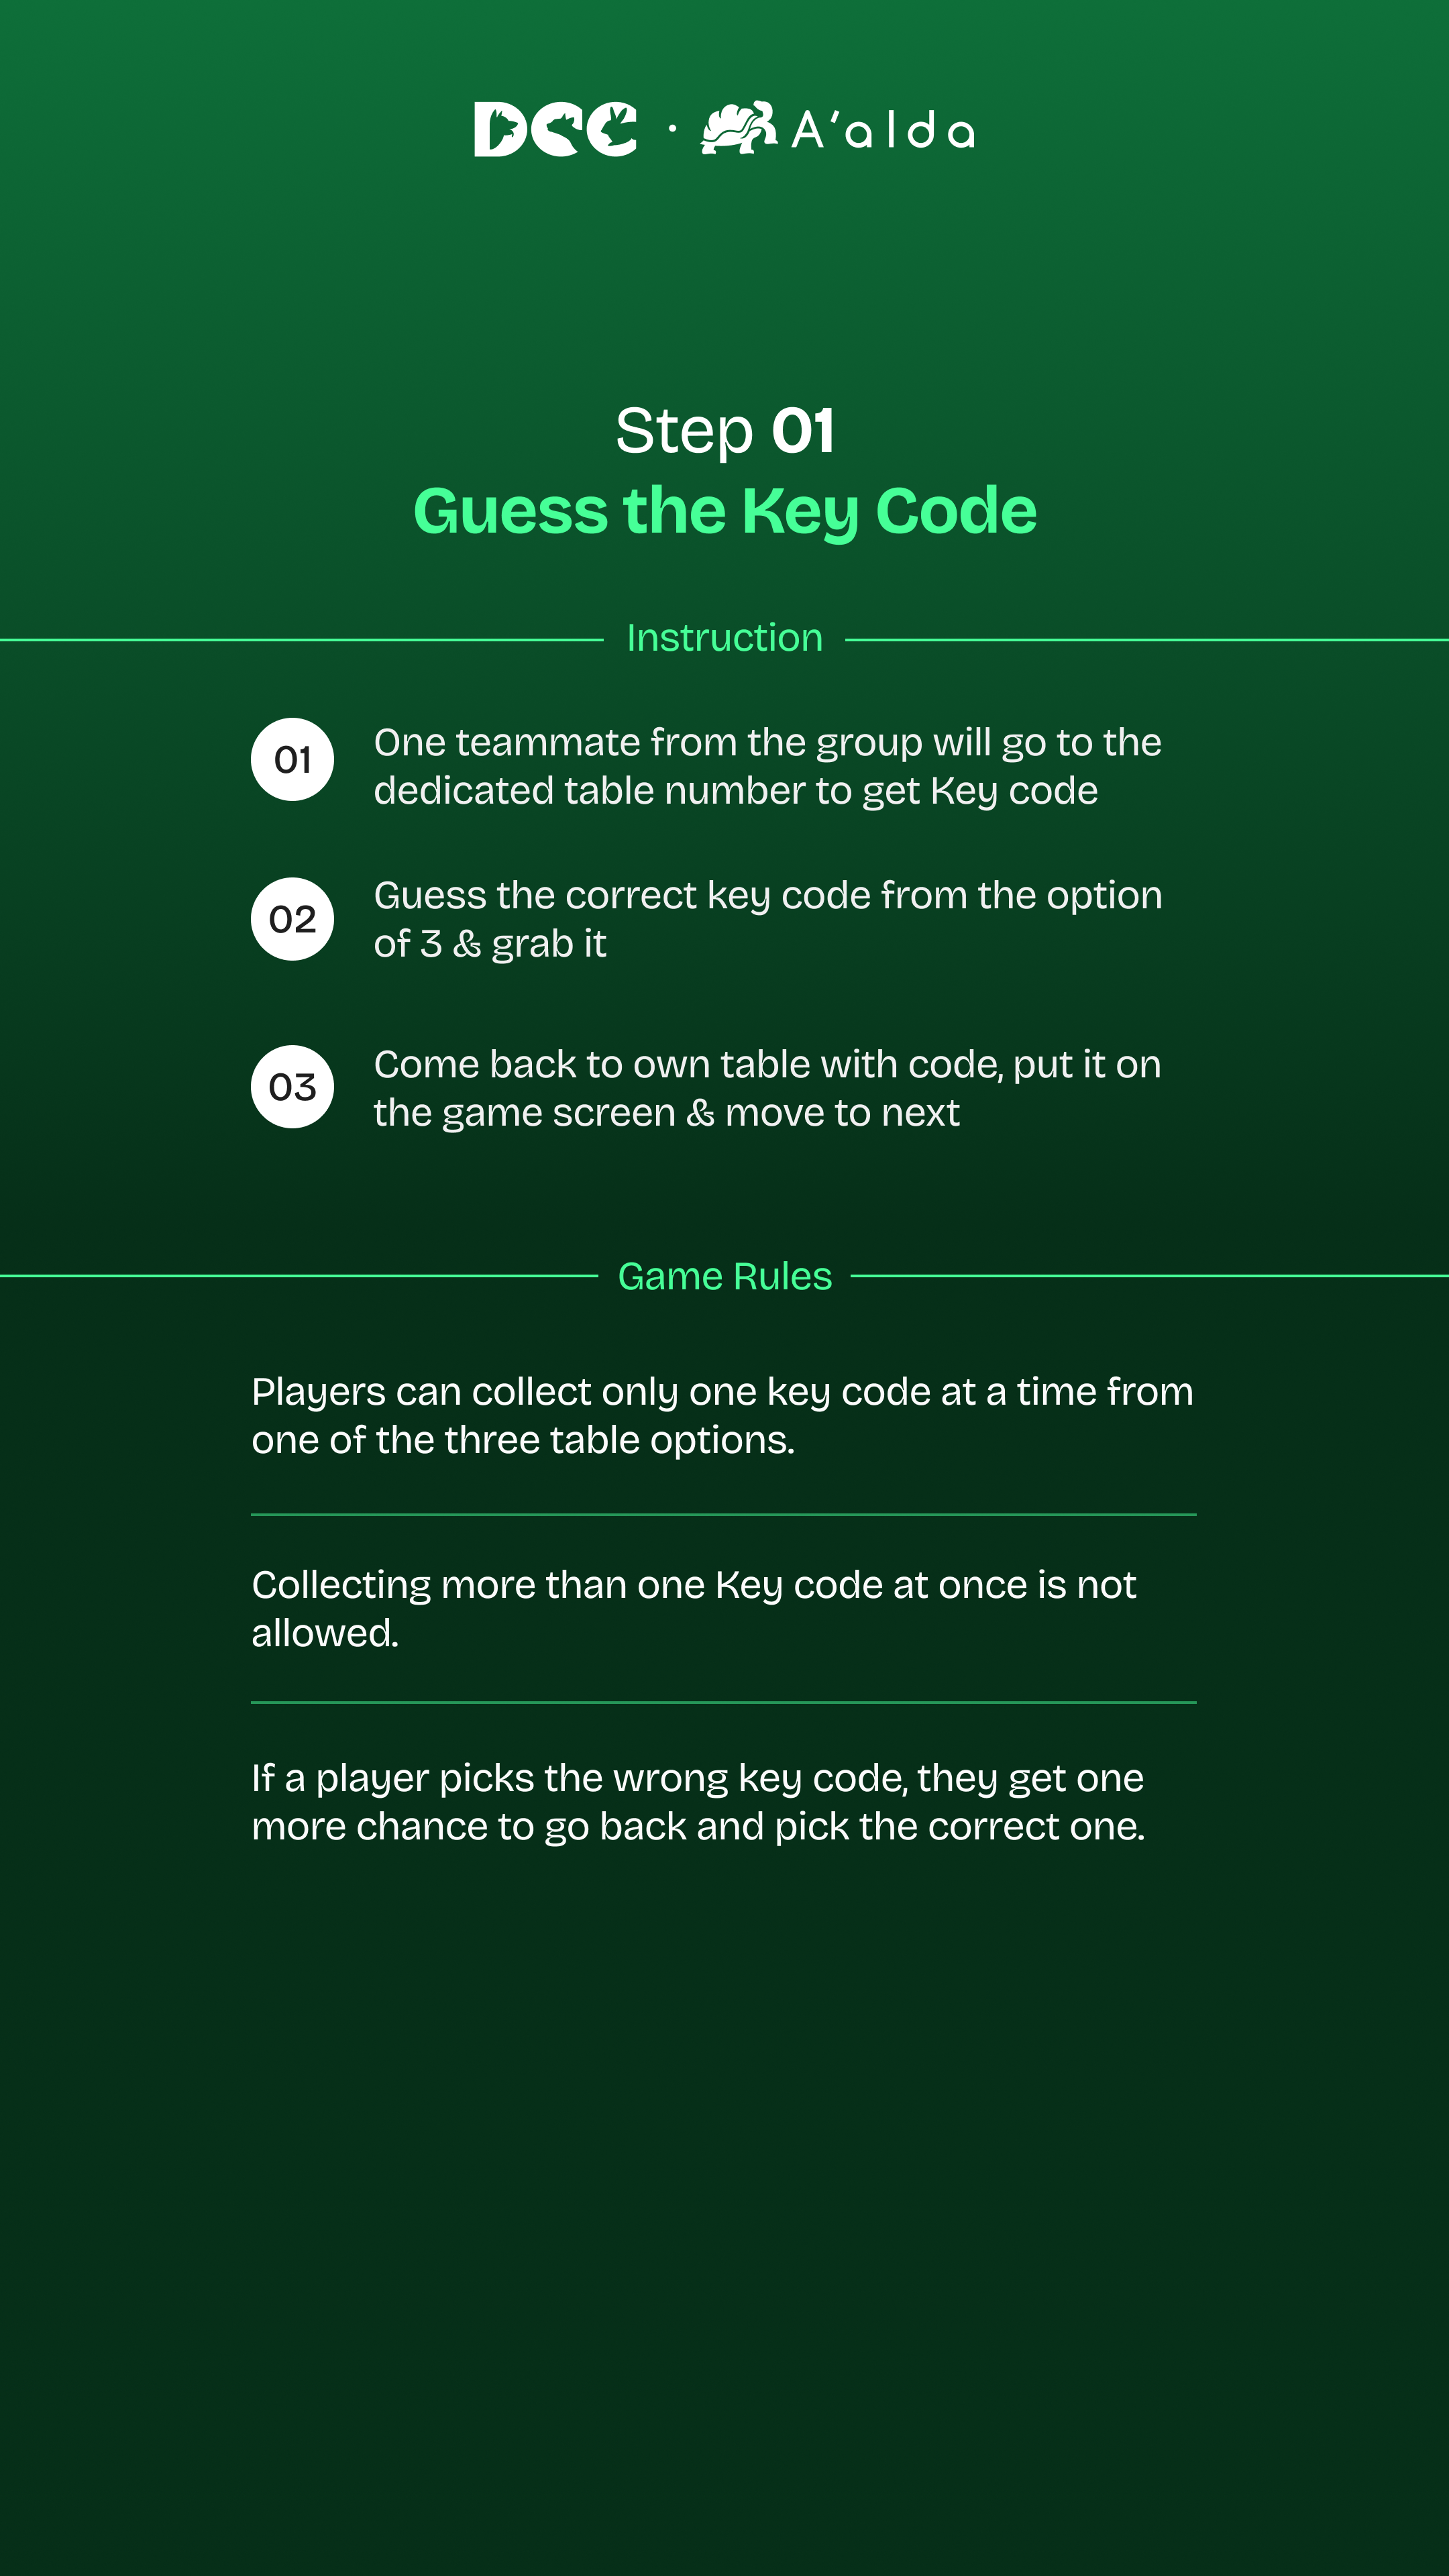 DCC · A'alda
Step 01
Guess the Key Code
Instruction
01
One teammate from the group will go to the
dedicated table number to get Key code
02
Guess the correct key code from the option
of 3 & grab it
03
Come back to own table with code, put it on
the game screen & move to next
Game Rules
Players can collect only one key code at a time from
one of the three table options.
Collecting more than one Key code at once is not
allowed.
If a player picks the wrong key code, they get one
more chance to go back and pick the correct one.